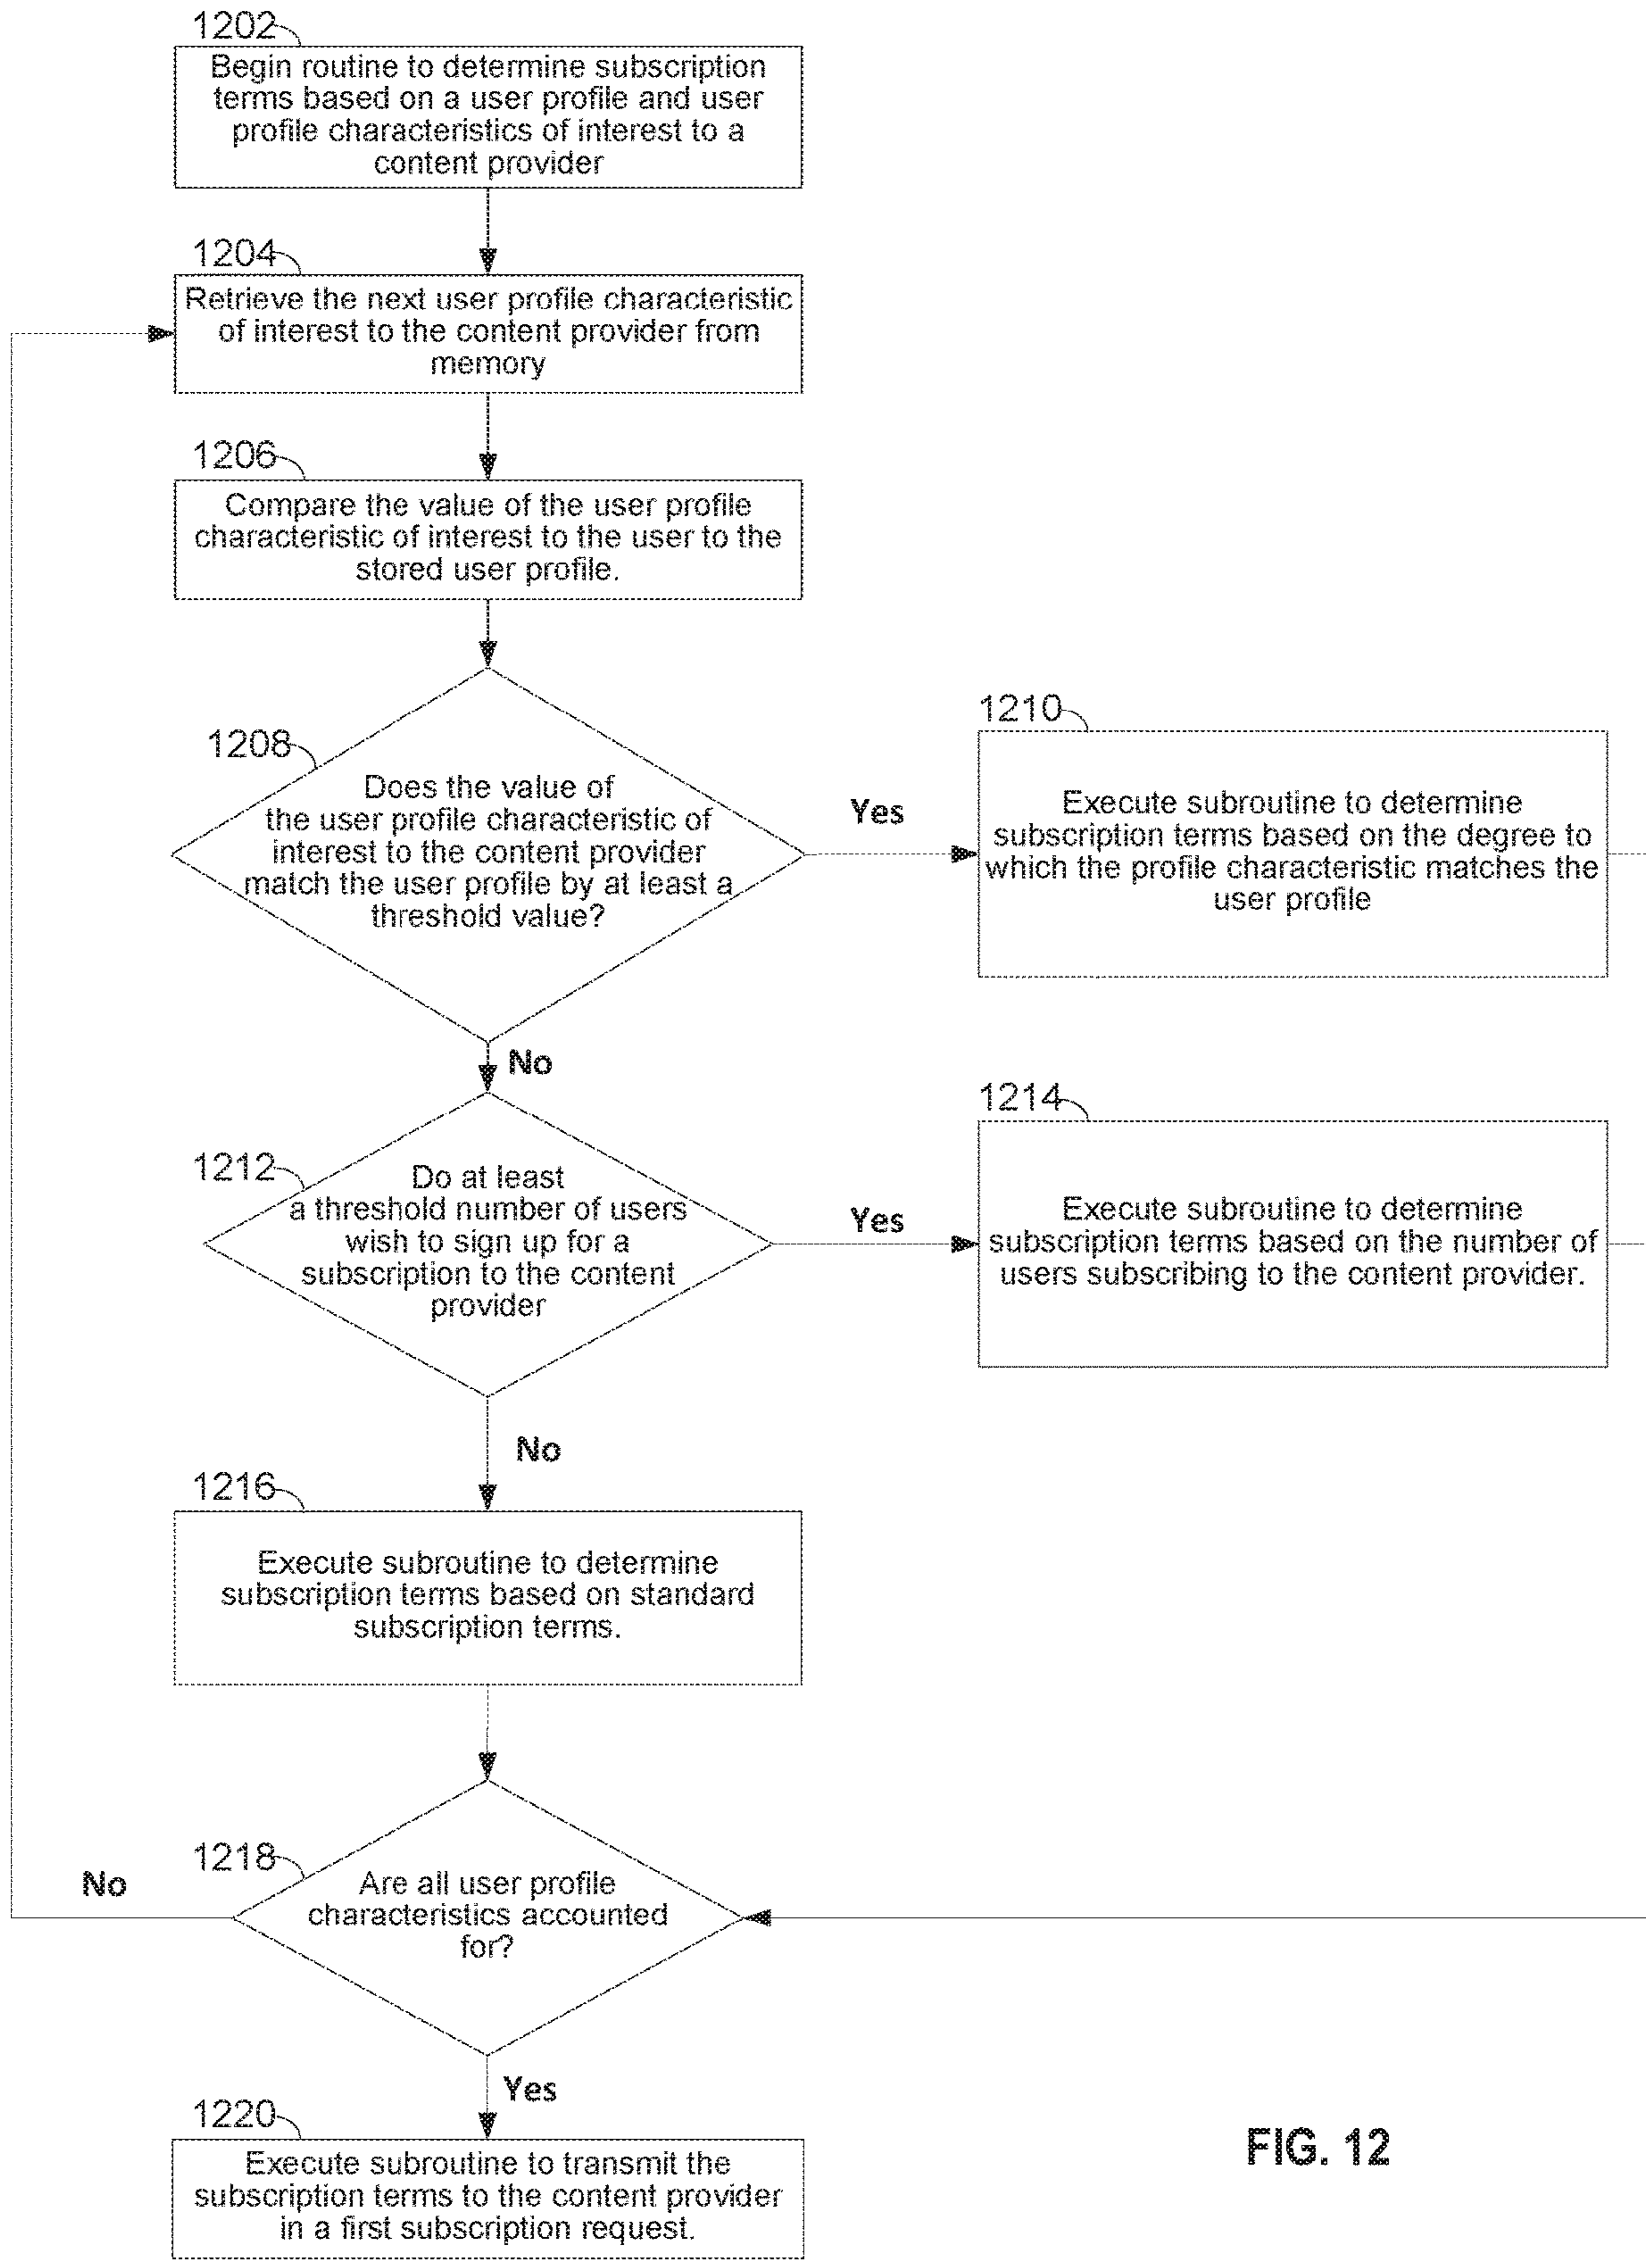 1202
Begin routine to determine subscription
terms based on a user profile and user
profile characteristics of interest to a
content provider
1204
Retrieve the next user profile characteristic
of interest to the content provider from
memory
1206
Compare the value of the user profile
characteristic of interest to the user to the
stored user profile.
1208
Does the value of
the user profile characteristic of
interest to the content provider
match the user profile by at least a
threshold value?
Yes
1210
Execute subroutine to determine
subscription terms based on the degree to
which the profile characteristic matches the
user profile
No
1212
Do at least
a threshold number of users
wish to sign up for a
subscription to the content
provider
Yes
1214
Execute subroutine to determine
subscription terms based on the number of
users subscribing to the content provider.
No
1216
Execute subroutine to determine
subscription terms based on standard
subscription terms.
1218
Are all user profile
characteristics accounted
for?
No
Yes
1220
Execute subroutine to transmit the
subscription terms to the content provider
in a first subscription request.
FIG. 12